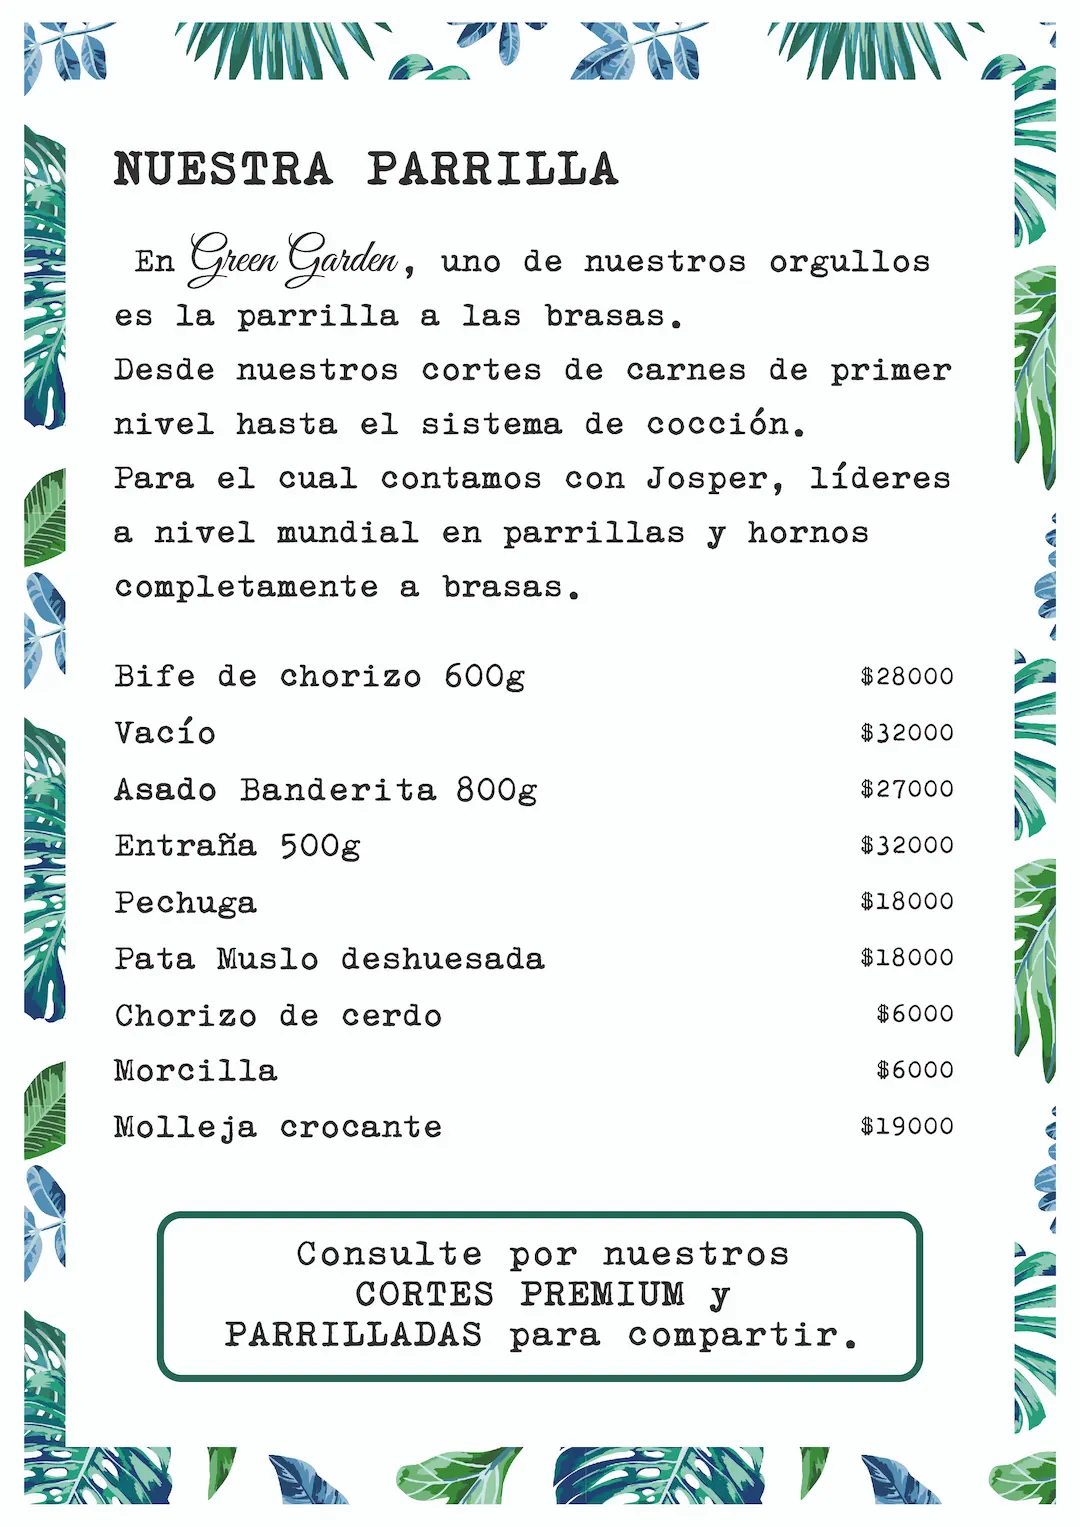 NUESTRA PARRILLA
En Green Garden, uno de nuestros orgullos
es la parrilla a las brasas.
Desde nuestros cortes de carnes de primer
nivel hasta el sistema de cocción.
Para el cual contamos con Josper, líderes
a nivel mundial en parrillas y hornos
completamente a brasas.
Bife de chorizo 600g $28000
Vacío $32000
Asado Banderita 800g $27000
Entraña 500g $32000
Pechuga $18000
Pata Muslo deshuesada $18000
Chorizo de cerdo $6000
Morcilla $6000
Molleja crocante $19000
Consulte por nuestros
CORTES PREMIUM y
PARRILLADAS para compartir.